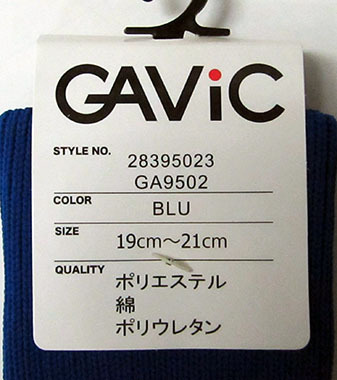 GAViC
STYLE NO. 28395023
GA9502
COLOR BLU
SIZE 19cm～21cm
QUALITY ポリエステル
綿
ポリウレタン